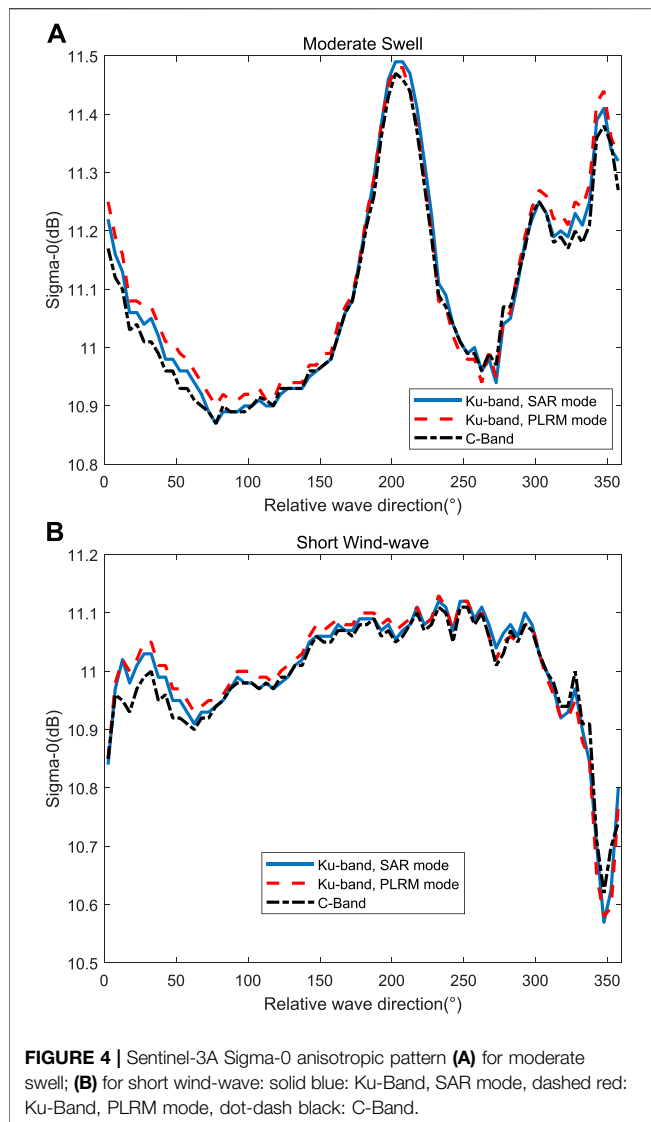 A
Moderate Swell
11.5
11.4
11.3
11.2
11.1
11
10.9
10.8
Sigma-0(dB)
Ku-band, SAR mode
Ku-band, PLRM mode
C-Band
0 50 100 150 200 250 300 350
Relative wave direction(°)
B
Short Wind-wave
11.2
11.1
11
10.9
10.8
10.7
10.6
10.5
Sigma-0(dB)
Ku-band, SAR mode
Ku-band, PLRM mode
C-Band
0 50 100 150 200 250 300 350
Relative wave direction(°)
FIGURE 4 | Sentinel-3A Sigma-0 anisotropic pattern (A) for moderate
swell; (B) for short wind-wave: solid blue: Ku-Band, SAR mode, dashed red:
Ku-Band, PLRM mode, dot-dash black: C-Band.